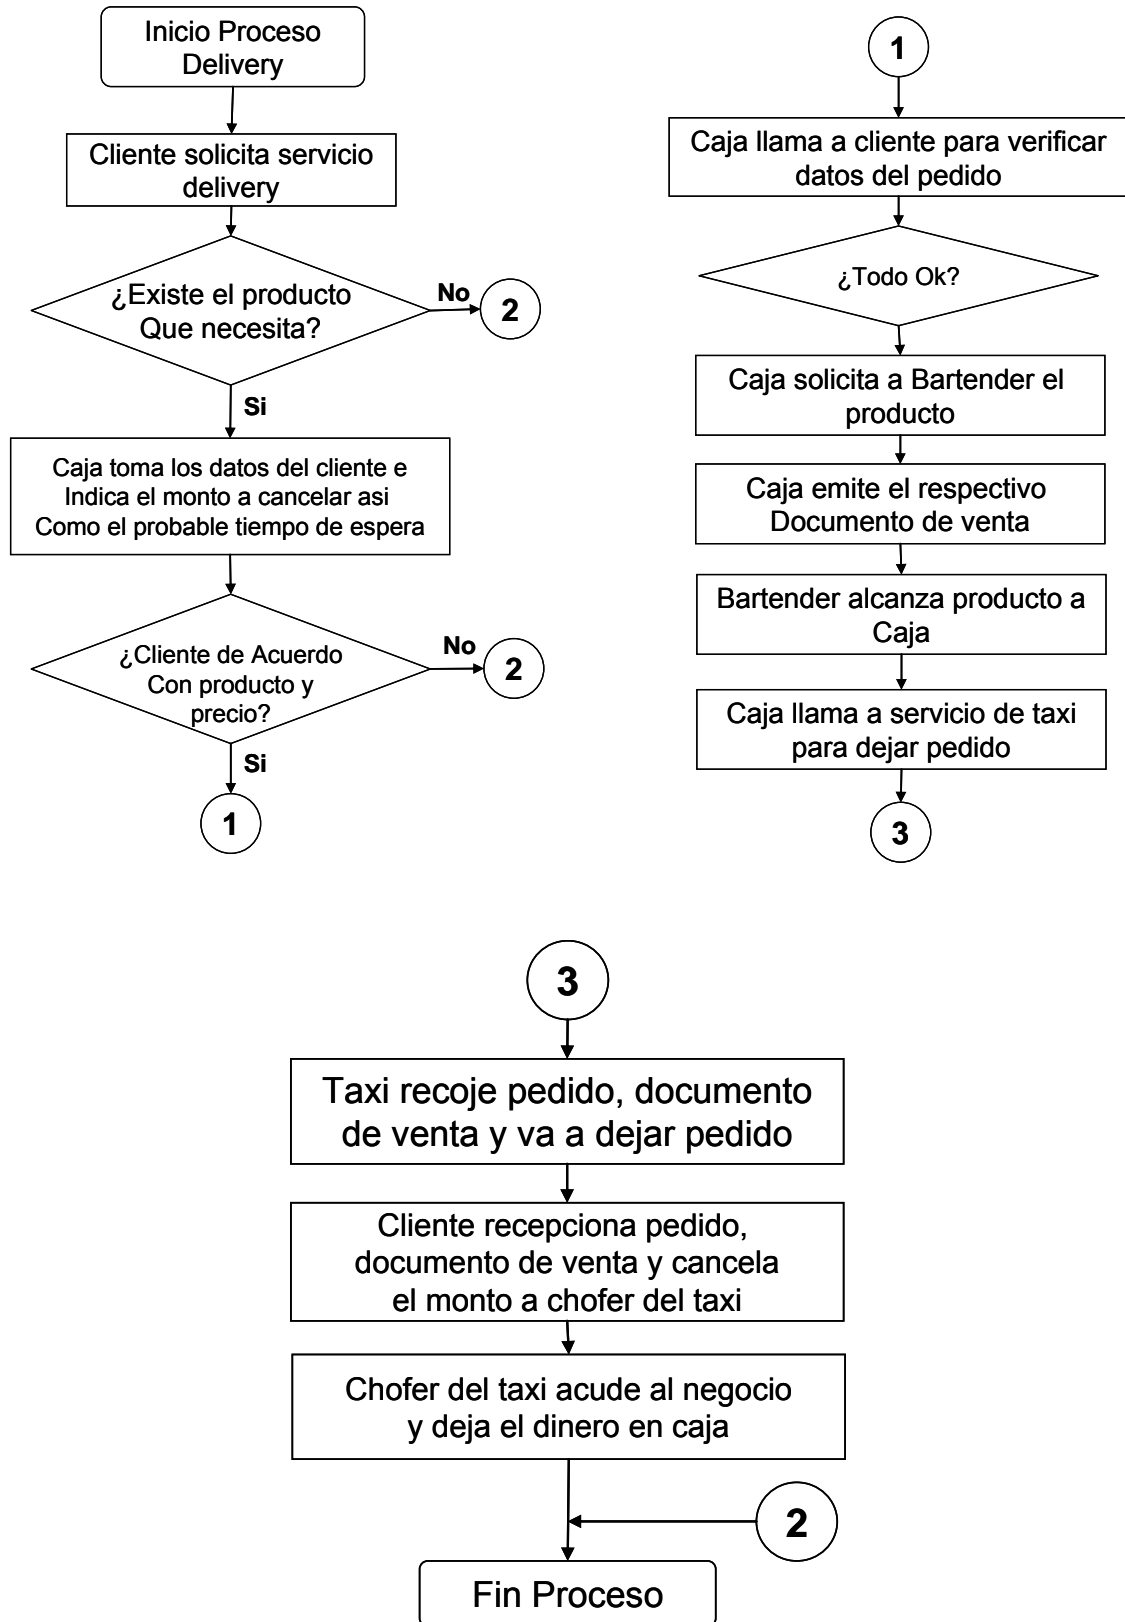 Inicio Proceso
Delivery
Cliente solicita servicio
delivery
¿Existe el producto
Que necesita?
No
2
Si
Caja toma los datos del cliente e
Indica el monto a cancelar asi
Como el probable tiempo de espera
¿Cliente de Acuerdo
Con producto y
precio?
No
2
Si
1
1
Caja llama a cliente para verificar
datos del pedido
¿Todo Ok?
Caja solicita a Bartender el
producto
Caja emite el respectivo
Documento de venta
Bartender alcanza producto a
Caja
Caja llama a servicio de taxi
para dejar pedido
3
3
Taxi recoje pedido, documento
de venta y va a dejar pedido
Cliente recepciona pedido,
documento de venta y cancela
el monto a chofer del taxi
Chofer del taxi acude al negocio
y deja el dinero en caja
2
Fin Proceso